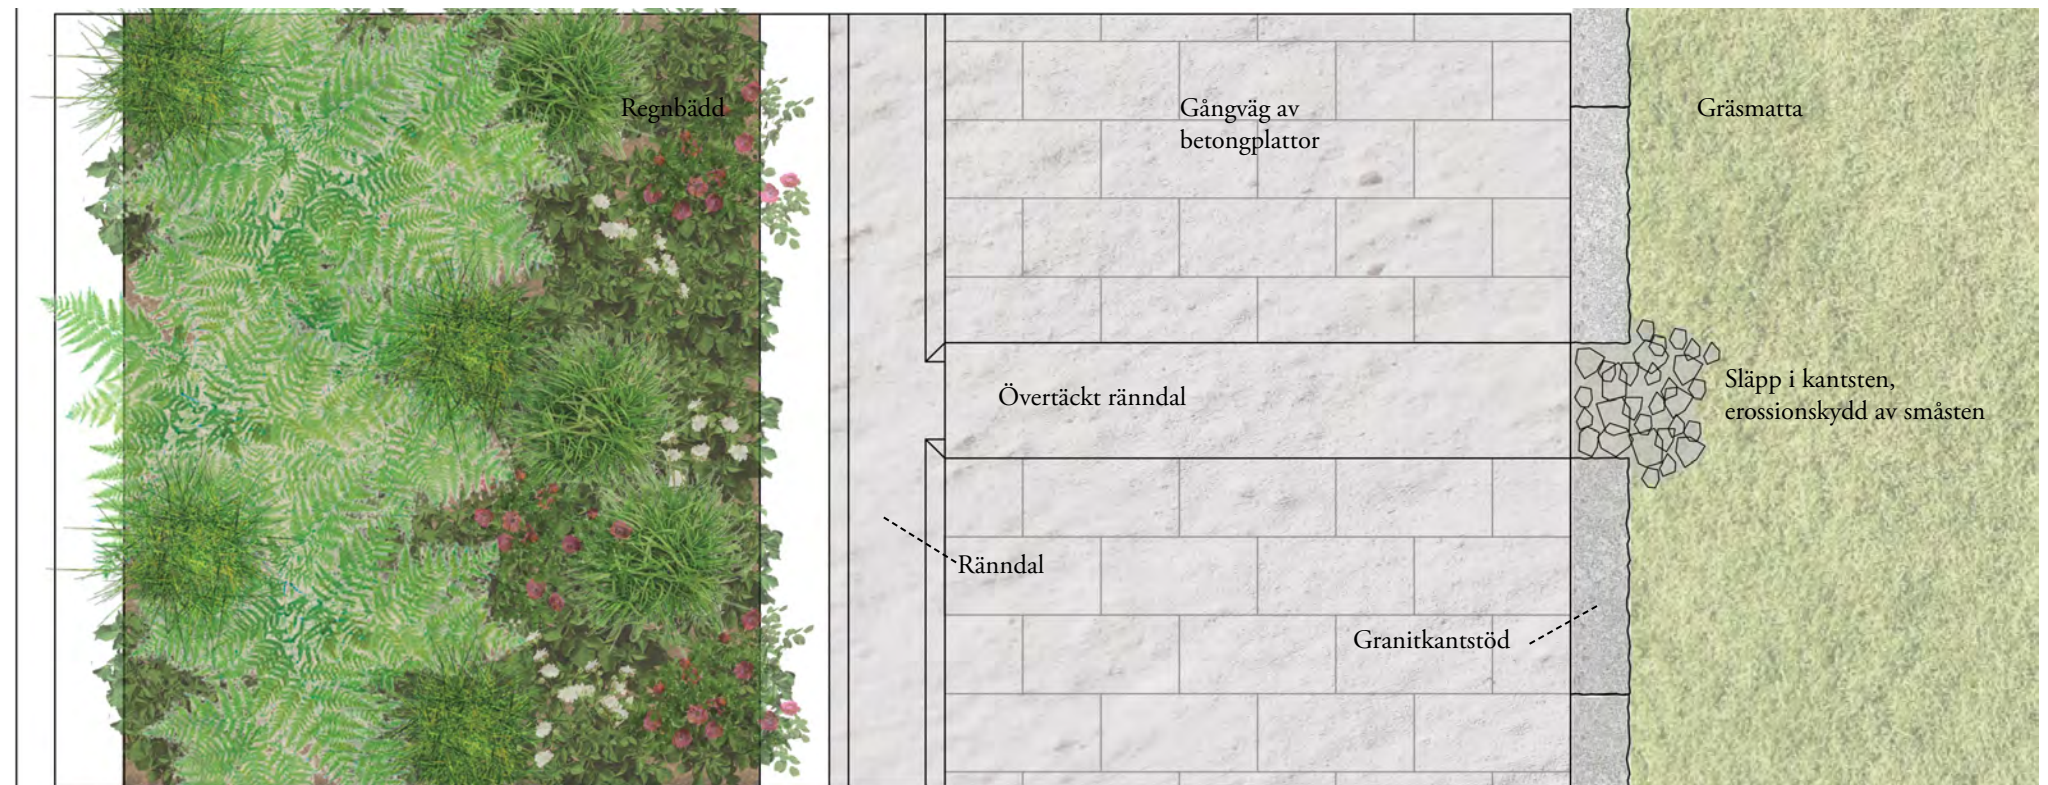 Regnbädd
Gångväg av
betongplattor
Gräsmatta
Övertäckt ränndal
Släpp i kantsten,
erossionskydd av småsten
Ränndal
Granitkantstöd